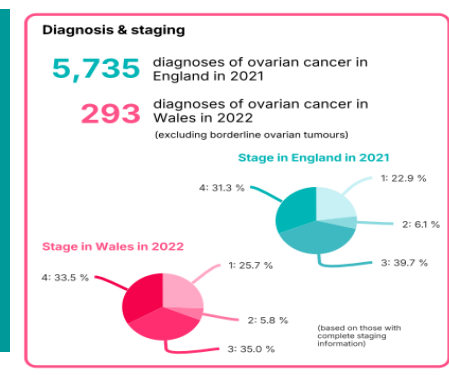 Diagnosis & staging
5,735 diagnoses of ovarian cancer in
England in 2021
293 diagnoses of ovarian cancer in
Wales in 2022
(excluding borderline ovarian tumours)
Stage in England in 2021
1: 22.9 %
4: 31.3 %
2: 6.1 %
3: 39.7 %
Stage in Wales in 2022
1: 25.7 %
4: 33.5 %
2: 5.8 %
3: 35.0 %
(based on those with
complete staging
information)